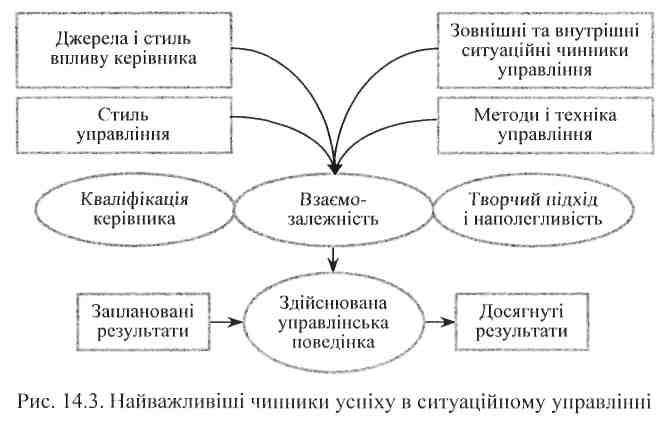 Джерела і стиль
впливу керівника
Зовнішні та внутрішні
ситуаційні чинники
управління
Стиль
управління
Методи і техніка
управління
Кваліфікація
керівника
Взаємо-
залежність
Творчий підхід
і наполегливість
Заплановані
результати
Здійснювана
управлінська
поведінка
Досягнуті
результати
Рис. 14.3. Найважливіші чинники успіху в ситуаційному управлінні